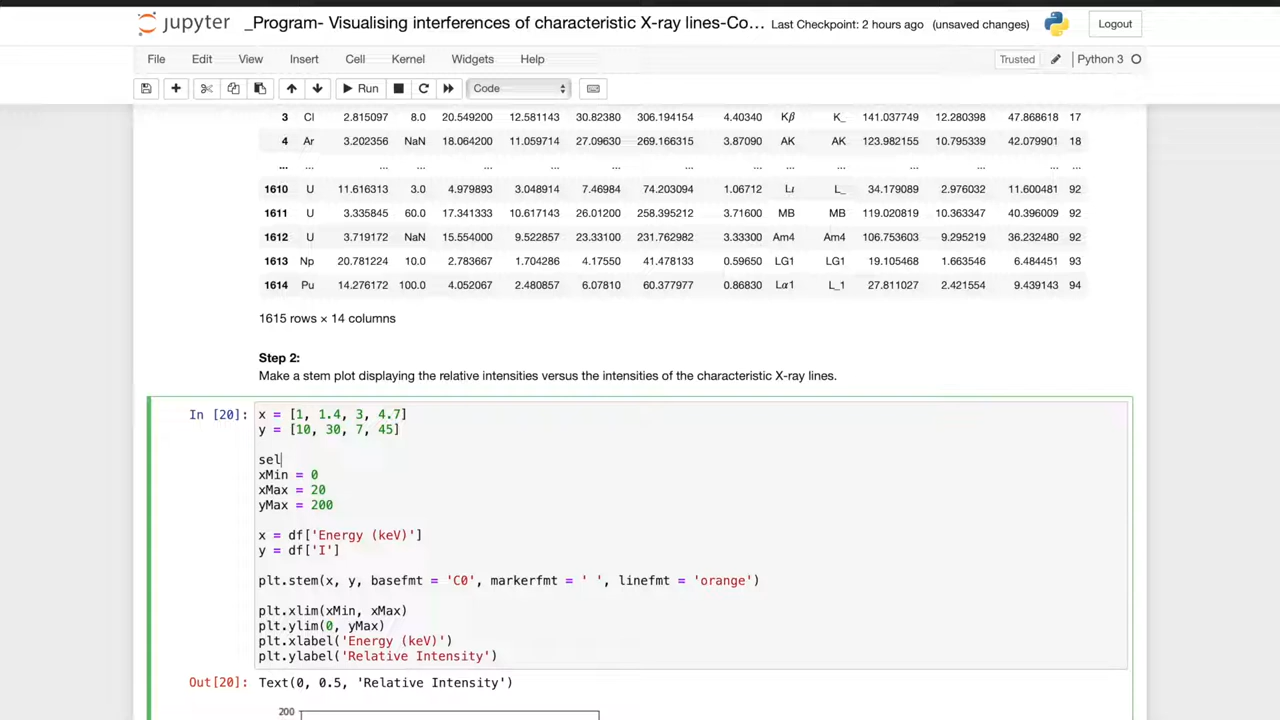 jupyter _Program- Visualising interferences of characteristic X-ray lines-Co... Last Checkpoint: 2 hours ago (unsaved changes) Logout
File Edit View Insert Cell Kernel Widgets Help Trusted Python 3
Run Code
3 Cl 2.815097 8.0 20.549200 12.581143 30.82380 306.194154 4.40340 Kβ K_ 141.037749 12.280398 47.868618 17
4 Ar 3.202356 NaN 18.064200 11.059714 27.09630 269.166315 3.87090 AK AK 123.982155 10.795339 42.079901 18
... ... ... ... ... ... ... ... ... ... ... ... ... ... ...
1610 U 11.616313 3.0 4.979893 3.048914 7.46984 74.203094 1.06712 Lι L_ 34.179089 2.976032 11.600481 92
1611 U 3.335845 60.0 17.341333 10.617143 26.01200 258.395212 3.71600 MB MB 119.020819 10.363347 40.396009 92
1612 U 3.719172 NaN 15.554000 9.522857 23.33100 231.762982 3.33300 Am4 Am4 106.753603 9.295219 36.232480 92
1613 Np 20.781224 10.0 2.783667 1.704286 4.17550 41.478133 0.59650 LG1 LG1 19.105468 1.663546 6.484451 93
1614 Pu 14.276172 100.0 4.052067 2.480857 6.07810 60.377977 0.86830 Lα1 L_1 27.811027 2.421554 9.439143 94
1615 rows × 14 columns
Step 2:
Make a stem plot displaying the relative intensities versus the intensities of the characteristic X-ray lines.
In [20]: x = [1, 1.4, 3, 4.7]
y = [10, 30, 7, 45]
sel
xMin = 0
xMax = 20
yMax = 200
x = df['Energy (keV)']
y = df['I']
plt.stem(x, y, basefmt = 'C0', markerfmt = ' ', linefmt = 'orange')
plt.xlim(xMin, xMax)
plt.ylim(0, yMax)
plt.xlabel('Energy (keV)')
plt.ylabel('Relative Intensity')
Out[20]: Text(0, 0.5, 'Relative Intensity')
200